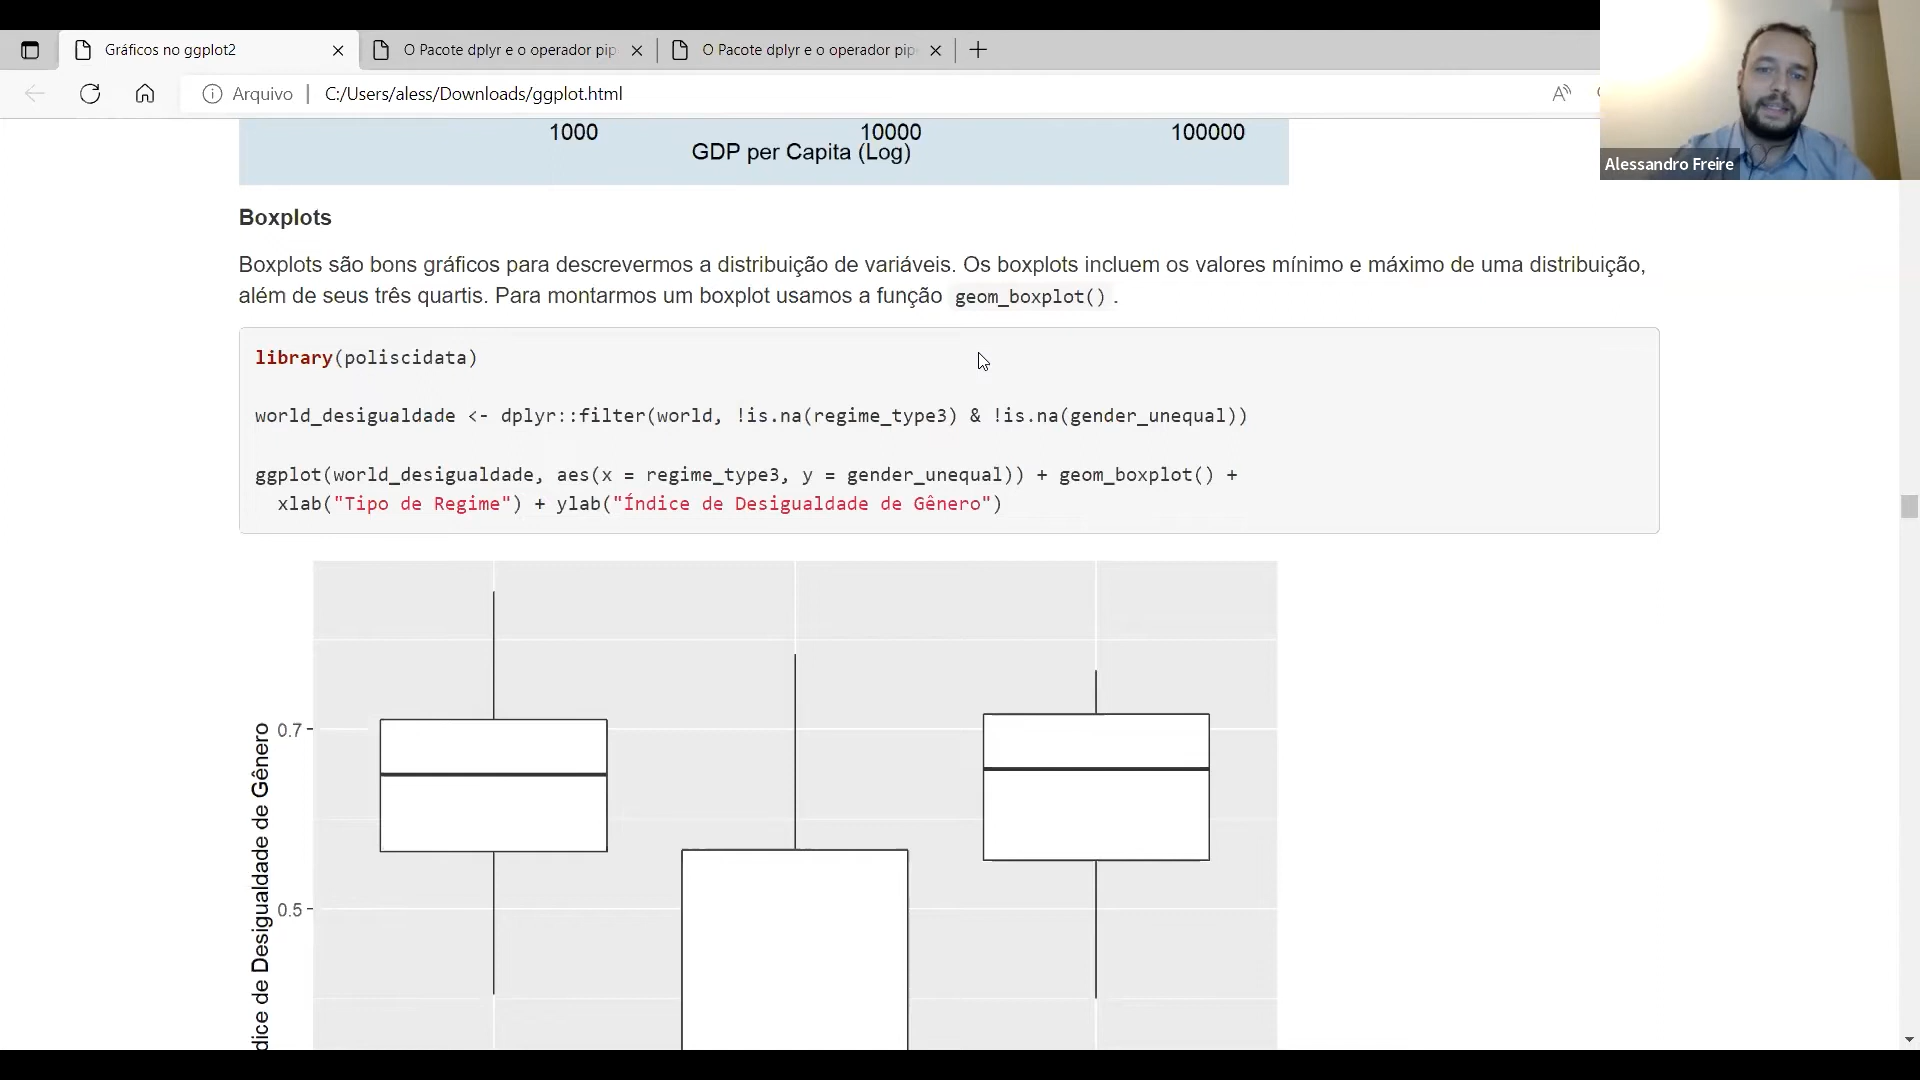 Gráficos no ggplot2
O Pacote dplyr e o operador pip
O Pacote dplyr e o operador pip
Arquivo
C:/Users/aless/Downloads/ggplot.html
Alessandro Freire
1000 10000 100000
GDP per Capita (Log)
Boxplots
Boxplots são bons gráficos para descrevermos a distribuição de variáveis. Os boxplots incluem os valores mínimo e máximo de uma distribuição,
além de seus três quartis. Para montarmos um boxplot usamos a função geom_boxplot() .
library(poliscidata)
world_desigualdade <- dplyr::filter(world, !is.na(regime_type3) & !is.na(gender_unequal))
ggplot(world_desigualdade, aes(x = regime_type3, y = gender_unequal)) + geom_boxplot() +
xlab("Tipo de Regime") + ylab("Índice de Desigualdade de Gênero")
0.7
0.5
dice de Desigualdade de Gênero